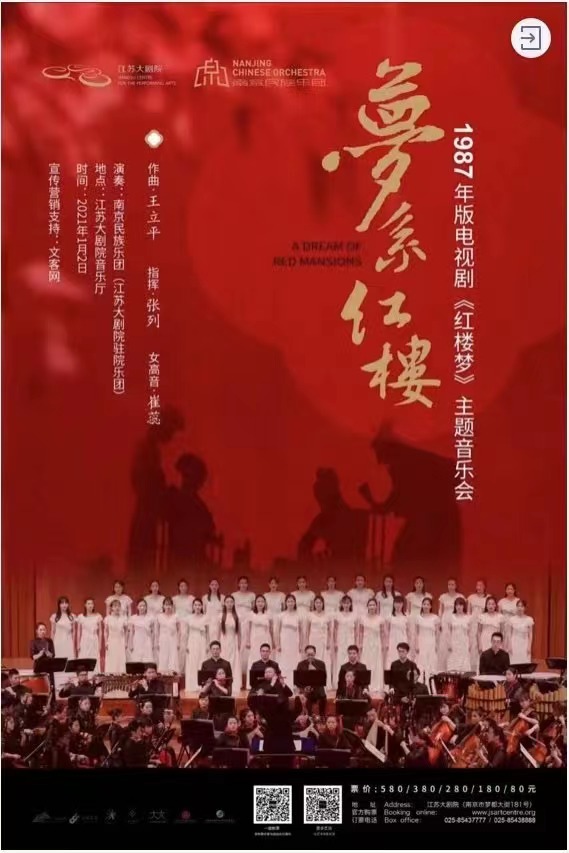 江苏大剧院
JIANGSU CENTRE
FOR THE PERFORMING ARTS
NANJING
CHINESE ORCHESTRA
南京民族乐团
夢系红樓
A DREAM OF
RED MANSIONS
1987年版电视剧《红楼梦》主题音乐会
作曲·王立平 指挥·张列 女高音·崔蕊
演奏：南京民族乐团（江苏大剧院驻院乐团）
地点：江苏大剧院音乐厅
时间：2021年1月2日
宣传营销支持：文客网
票价：580/380/280/180/80元
地 址 Address: 江苏大剧院（南京市梦都大街181号）
官方购票 Booking online: www.jsartcentre.org
订票电话 Box office: 025-85437777 / 025-85438888